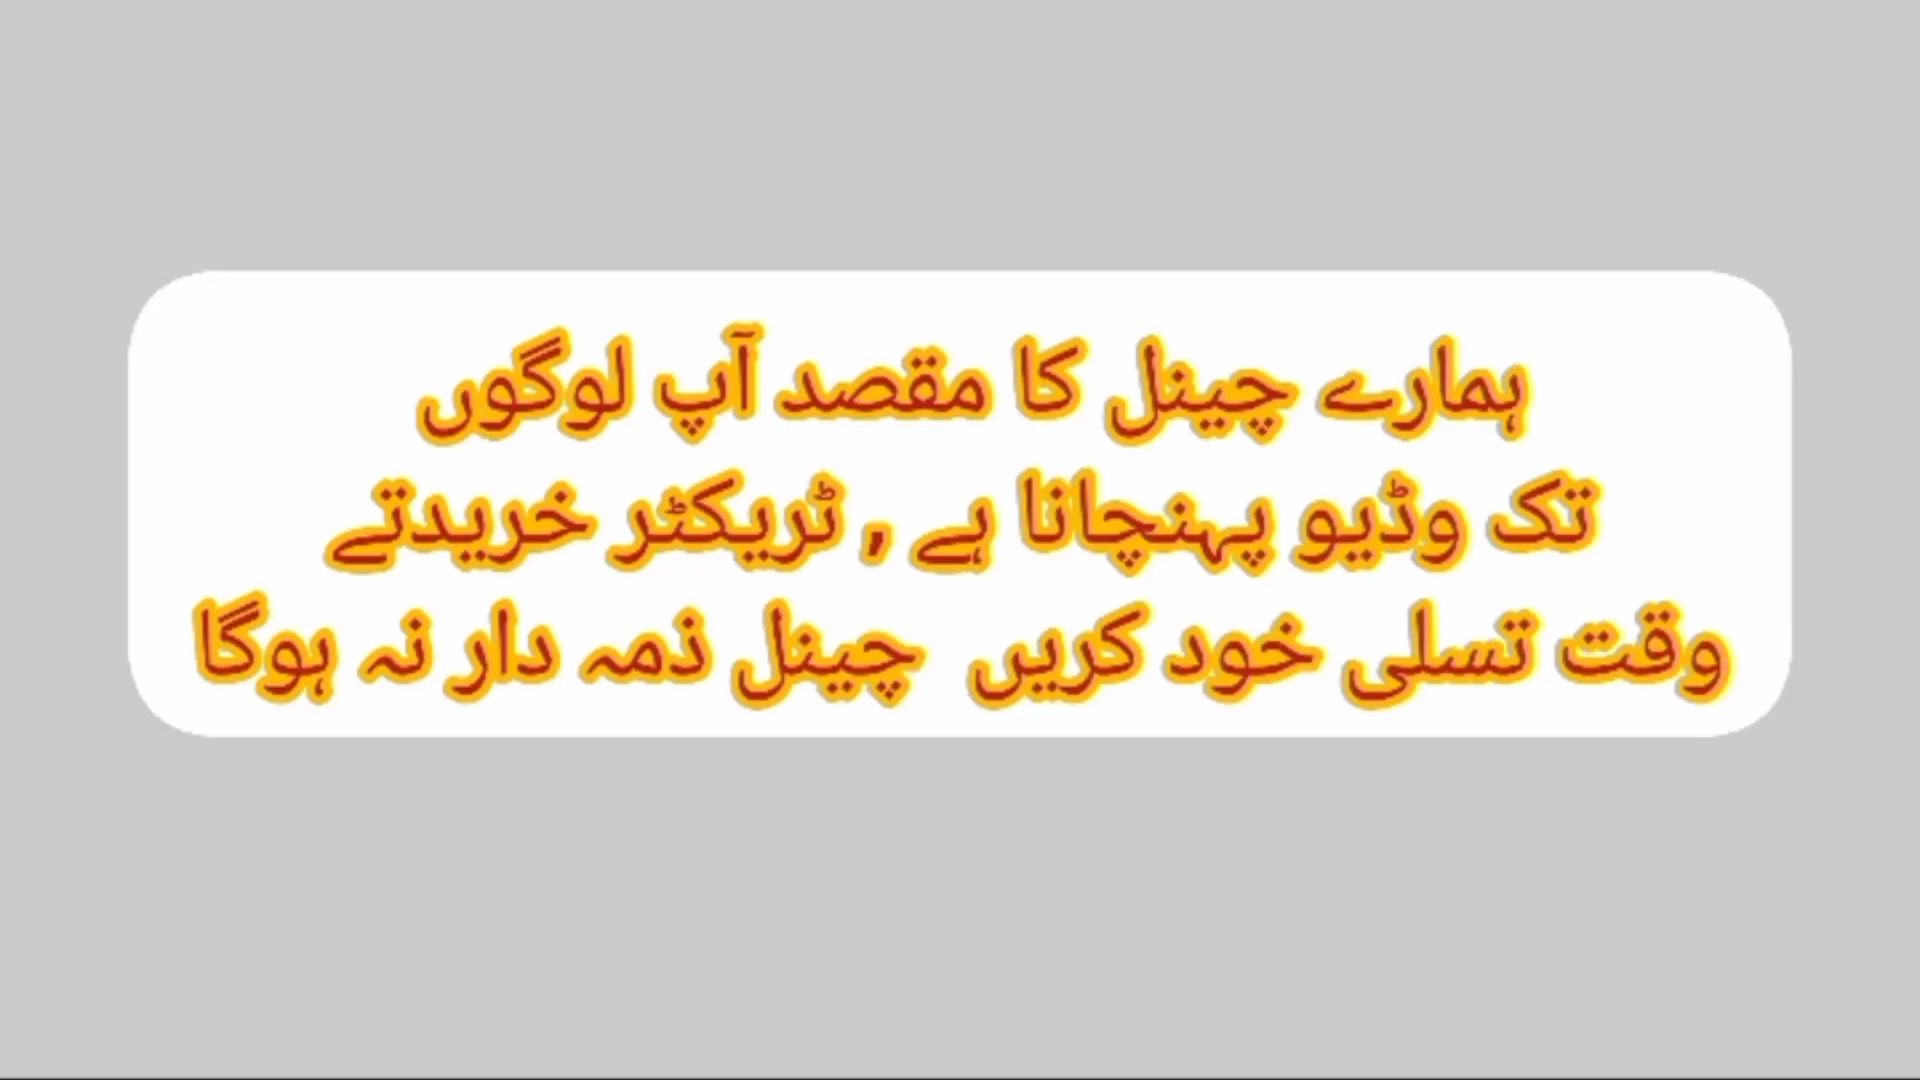 ہمارے چینل کا مقصد آپ لوگوں
تک وڈیو پہنچانا ہے , ٹریکٹر خریدتے
وقت تسلی خود کریں چینل ذمہ دار نہ ہوگا